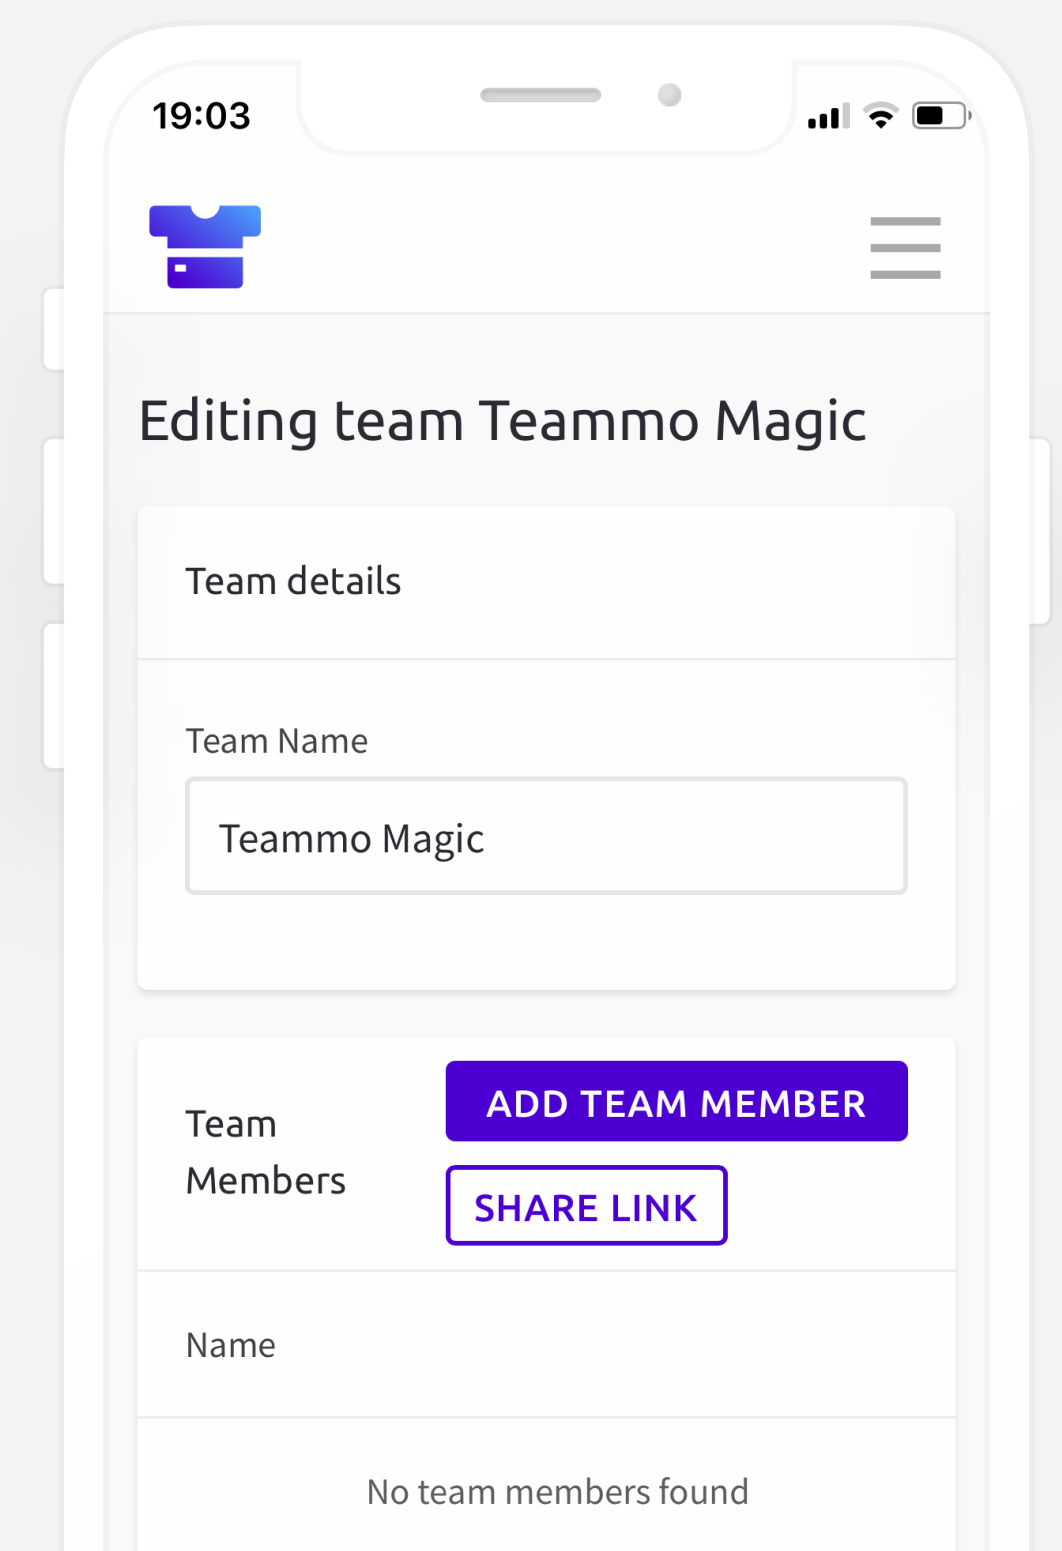 19:03
Editing team Teammo Magic
Team details
Team Name
Teammo Magic
Team
Members
ADD TEAM MEMBER
SHARE LINK
Name
No team members found